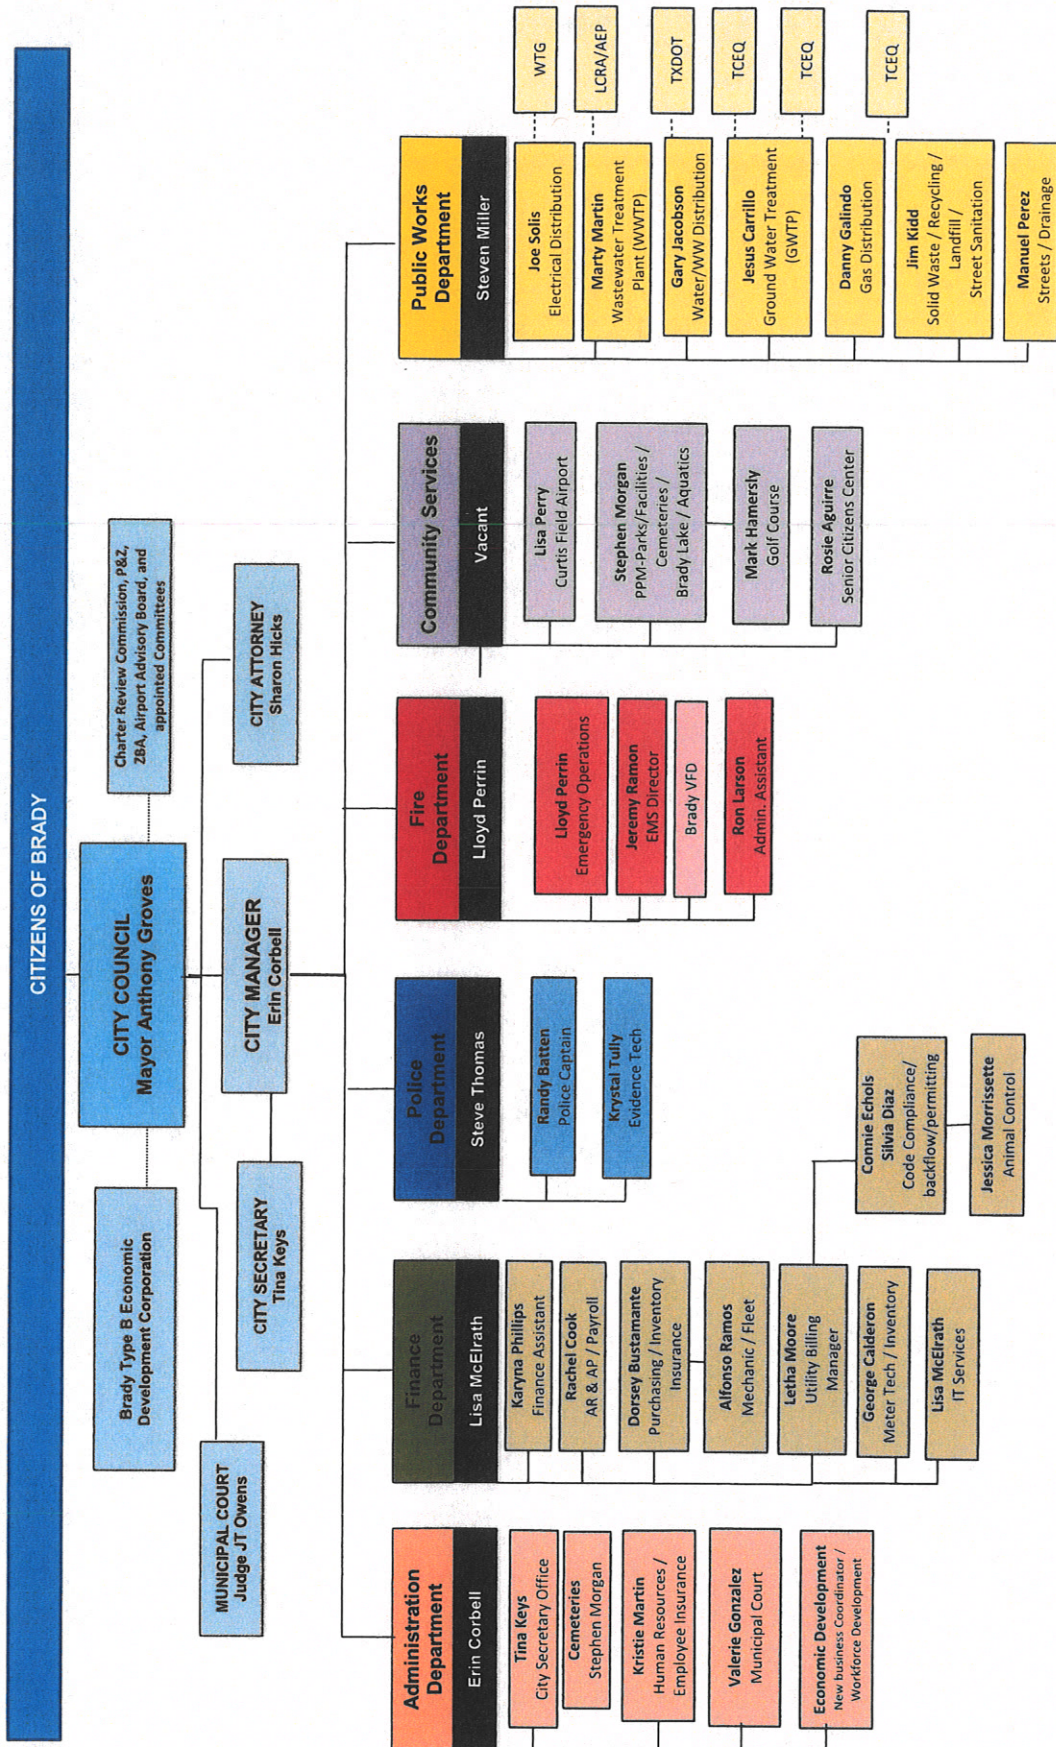 CITIZENS OF BRADY
CITY COUNCIL
Mayor Anthony Groves
Brady Type B Economic
Development Corporation
Charter Review Commission, P&Z,
ZBA, Airport Advisory Board, and
appointed Committees
MUNICIPAL COURT
Judge JT Owens
CITY MANAGER
Erin Corbell
CITY ATTORNEY
Sharon Hicks
CITY SECRETARY
Tina Keys
Administration
Department
Erin Corbell
Tina Keys
City Secretary Office
Cemeteries
Stephen Morgan
Kristie Martin
Human Resources /
Employee Insurance
Valerie Gonzalez
Municipal Court
Economic Development
New business Coordinator /
Workforce Development
Finance
Department
Lisa McElrath
Karyna Phillips
Finance Assistant
Rachel Cook
AR & AP / Payroll
Dorsey Bustamante
Purchasing / Inventory
Insurance
Alfonso Ramos
Mechanic / Fleet
Letha Moore
Utility Billing
Manager
George Calderon
Meter Tech / Inventory
Lisa McElrath
IT Services
Connie Echols
Silvia Diaz
Code Compliance/
backflow/permitting
Jessica Morrissette
Animal Control
Police
Department
Steve Thomas
Randy Batten
Police Captain
Krystal Tully
Evidence Tech
Fire
Department
Lloyd Perrin
Lloyd Perrin
Emergency Operations
Jeremy Ramon
EMS Director
Brady VFD
Ron Larson
Admin. Assistant
Community Services
Vacant
Lisa Perry
Curtis Field Airport
Stephen Morgan
PPM-Parks/Facilities /
Cemeteries /
Brady Lake / Aquatics
Mark Hamersly
Golf Course
Rosie Aguirre
Senior Citizens Center
Public Works
Department
Steven Miller
Joe Solis
Electrical Distribution
Marty Martin
Wastewater Treatment
Plant (WWTP)
Gary Jacobson
Water/WW Distribution
Jesus Carrillo
Ground Water Treatment
(GWTP)
Danny Galindo
Gas Distribution
Jim Kidd
Solid Waste / Recycling /
Landfill /
Street Sanitation
Manuel Perez
Streets / Drainage
WTG
LCRA/AEP
TXDOT
TCEQ
TCEQ
TCEQ